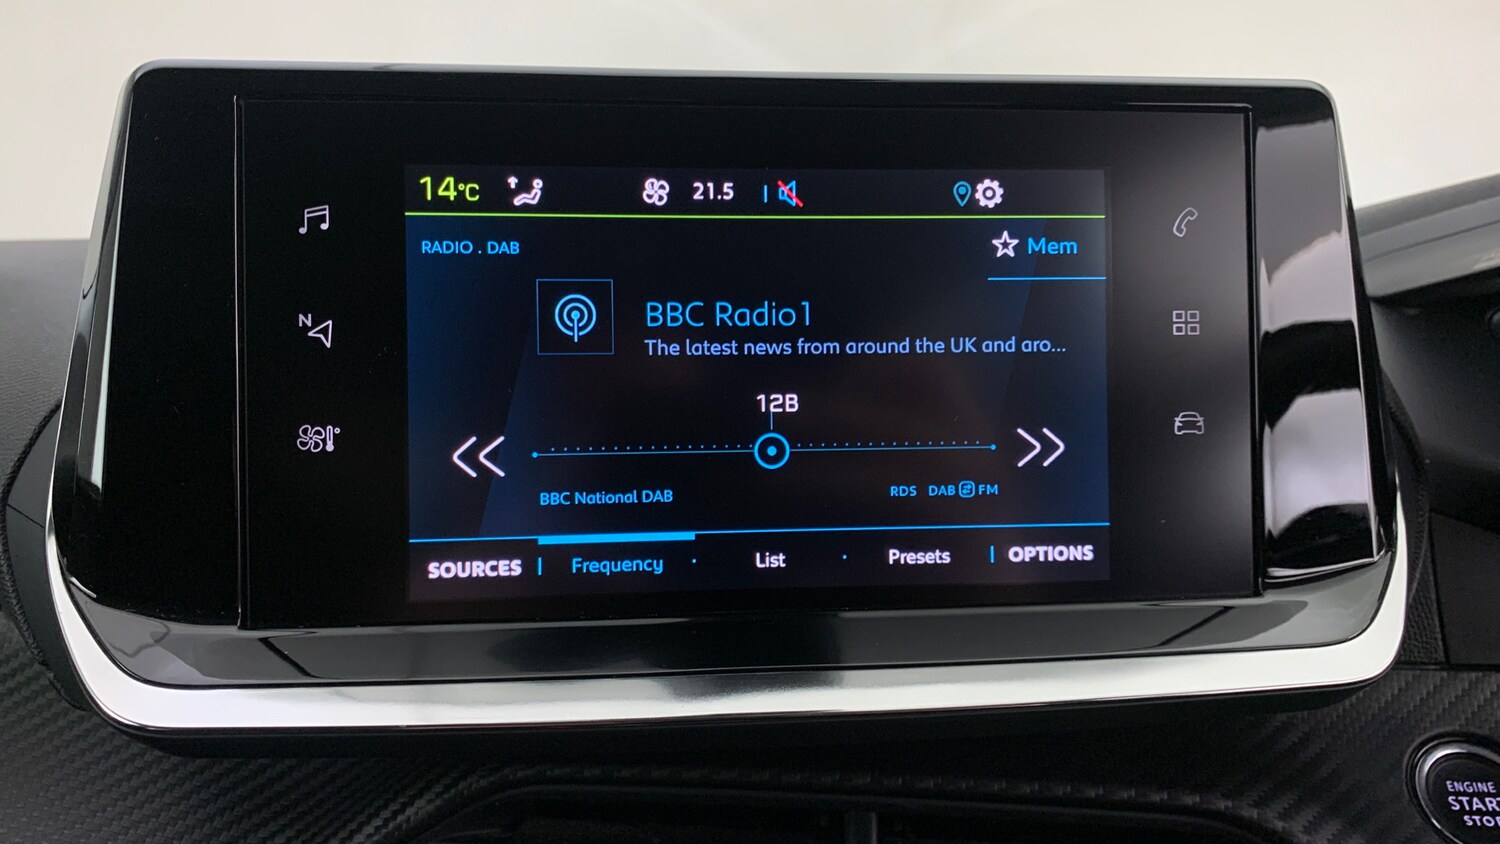 14°C 21.5
RADIO . DAB Mem
BBC Radio1
The latest news from around the UK and aro...
N
12B
BBC National DAB RDS DAB FM
SOURCES Frequency · List · Presets OPTIONS
ENGINE
START
STOP